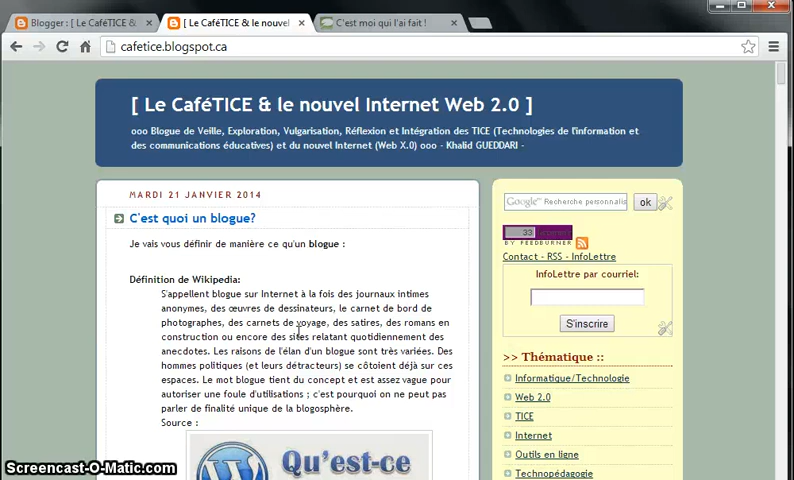 Blogger : [ Le CaféTICE &
[ Le CaféTICE & le nouvel
C'est moi qui l'ai fait !
cafetice.blogspot.ca
[ Le CaféTICE & le nouvel Internet Web 2.0 ]
ooo Blogue de Veille, Exploration, Vulgarisation, Réflexion et Intégration des TICE (Technologies de l'information et
des communications éducatives) et du nouvel Internet (Web X.0) ooo - Khalid GUEDDARI -
MARDI 21 JANVIER 2014
C'est quoi un blogue?
Je vais vous définir de manière ce qu'un blogue :
Définition de Wikipedia:
S'appellent blogue sur Internet à la fois des journaux intimes
anonymes, des œuvres de dessinateurs, le carnet de bord de
photographes, des carnets de voyage, des satires, des romans en
construction ou encore des sites relatant quotidiennement des
anecdotes. Les raisons de l'élan d'un blogue sont très variées. Des
hommes politiques (et leurs détracteurs) se côtoient déjà sur ces
espaces. Le mot blogue tient du concept et est assez vague pour
autoriser une foule d'utilisations ; c'est pourquoi on ne peut pas
parler de finalité unique de la blogosphère.
Source :
Qu'est-ce
Google Recherche personnalis
ok
33
BY FEEDBURNER
Contact - RSS - InfoLettre
InfoLettre par courriel:
S'inscrire
>> Thématique ::
Informatique/Technologie
Web 2.0
TICE
Internet
Outils en ligne
Technopédagogie
Screencast-O-Matic.com